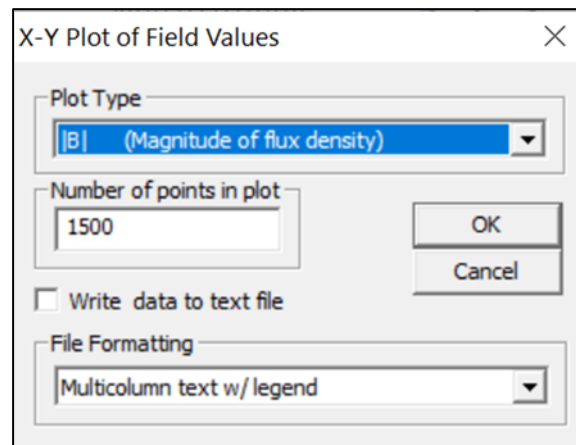 X-Y Plot of Field Values
Plot Type
|B| (Magnitude of flux density)
Number of points in plot
1500
OK
Cancel
Write data to text file
File Formatting
Multicolumn text w/ legend